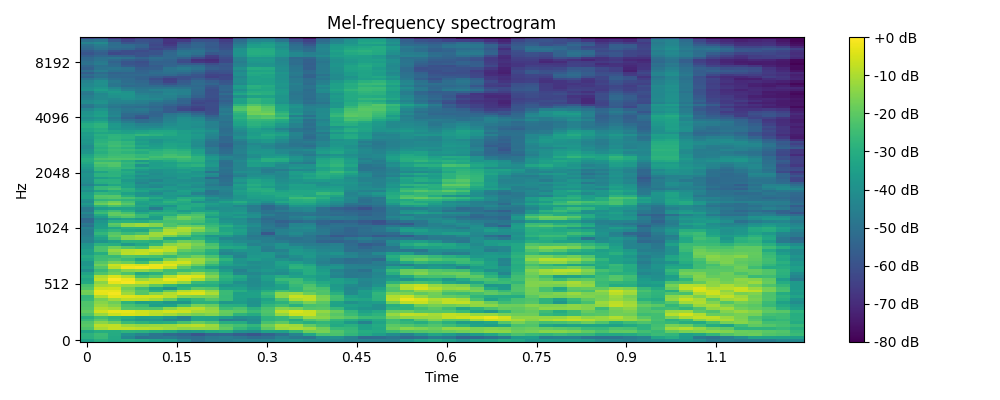 Mel-frequency spectrogram
8192
4096
2048
1024
512
0
Hz
0 0.15 0.3 0.45 0.6 0.75 0.9 1.1
Time
+0 dB
-10 dB
-20 dB
-30 dB
-40 dB
-50 dB
-60 dB
-70 dB
-80 dB